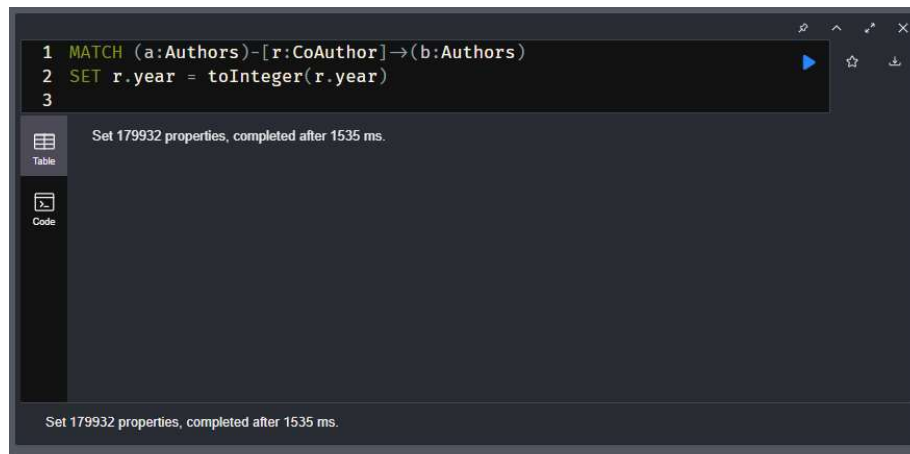 1 MATCH (a:Authors)-[r:CoAuthor]→(b:Authors)
2 SET r.year = toInteger(r.year)
3
Set 179932 properties, completed after 1535 ms.
Table
Code
Set 179932 properties, completed after 1535 ms.